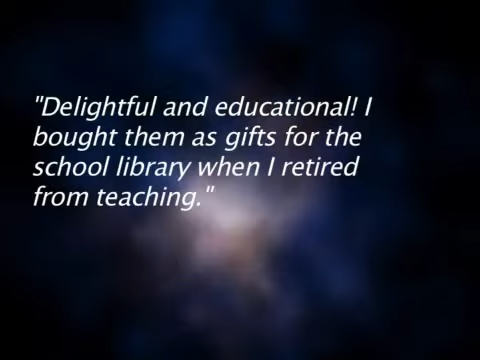 "Delightful and educational! I
bought them as gifts for the
school library when I retired
from teaching."